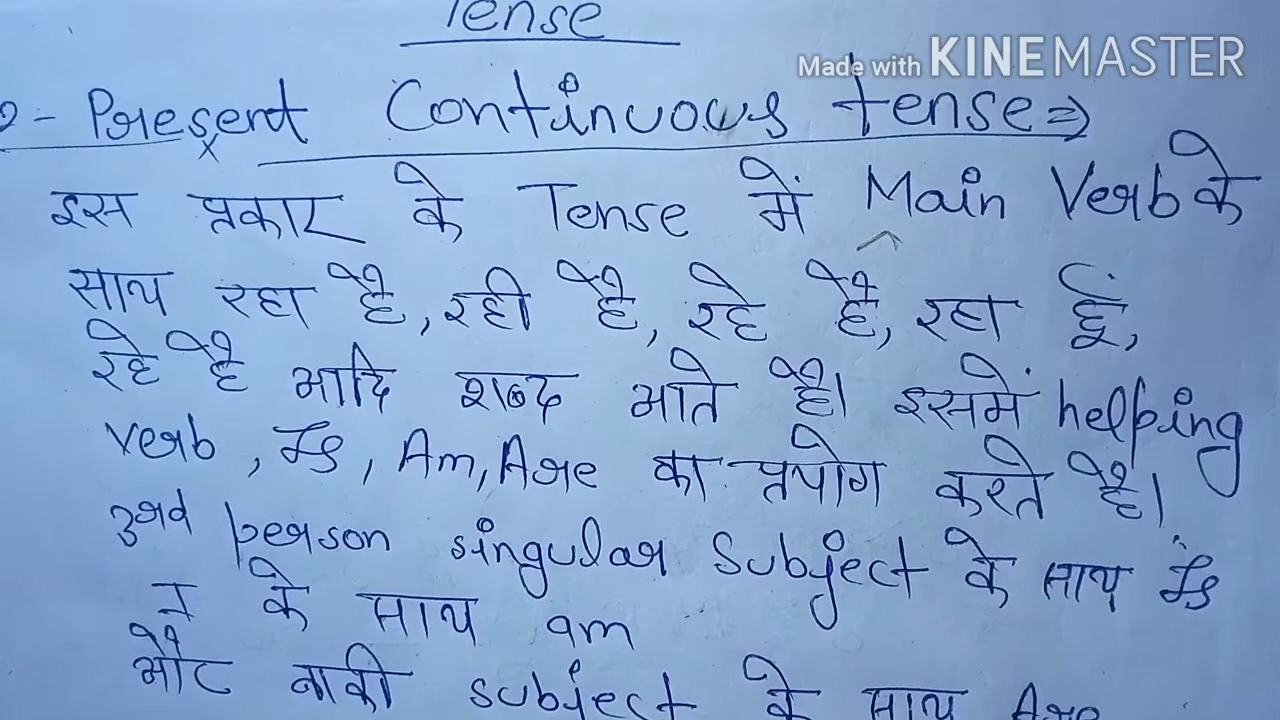 Tense
Made with KINEMASTER
2- Present Continuous tense⇒
इस प्रकार के Tense में Main Verb के
साथ रहा है, रही है, रहे है, रहा हूं,
रहे है आदि शब्द आते है। इसमें helping
verb, Is, Am, Are का प्रयोग करते है।
3rd person singular Subject के साथ Is
I के साथ am
और बाकी subject के साथ Are